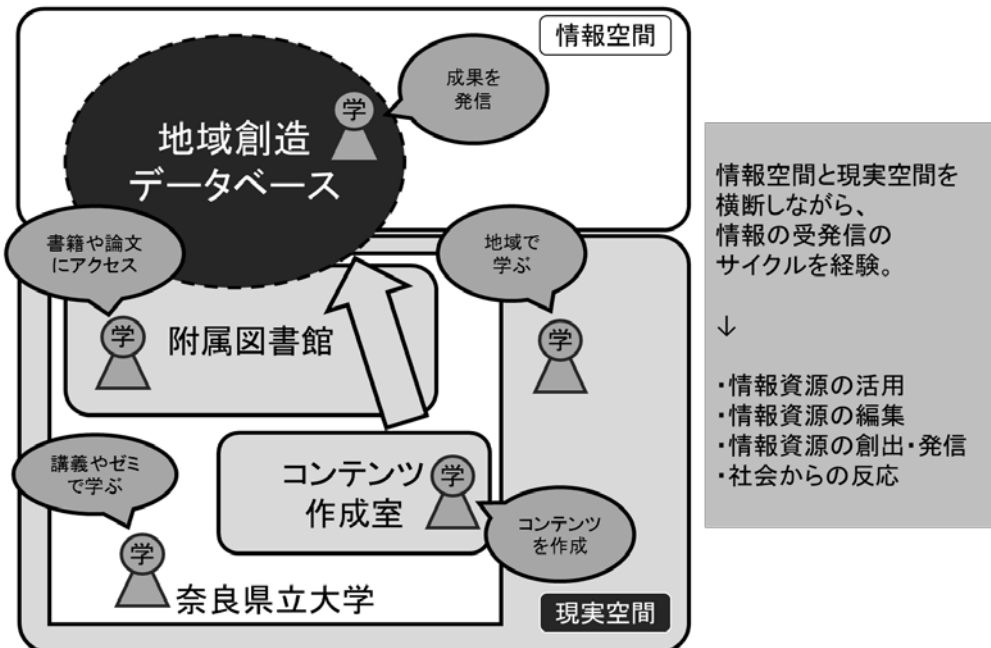 情報空間
成果を
発信
学
地域創造
データベース
書籍や論文
にアクセス
地域で
学ぶ
学
附属図書館
学
講義やゼミ
で学ぶ
コンテンツ
作成室
学
コンテンツ
を作成
学
奈良県立大学
現実空間
情報空間と現実空間を
横断しながら、
情報の受発信の
サイクルを経験。
↓
・情報資源の活用
・情報資源の編集
・情報資源の創出・発信
・社会からの反応